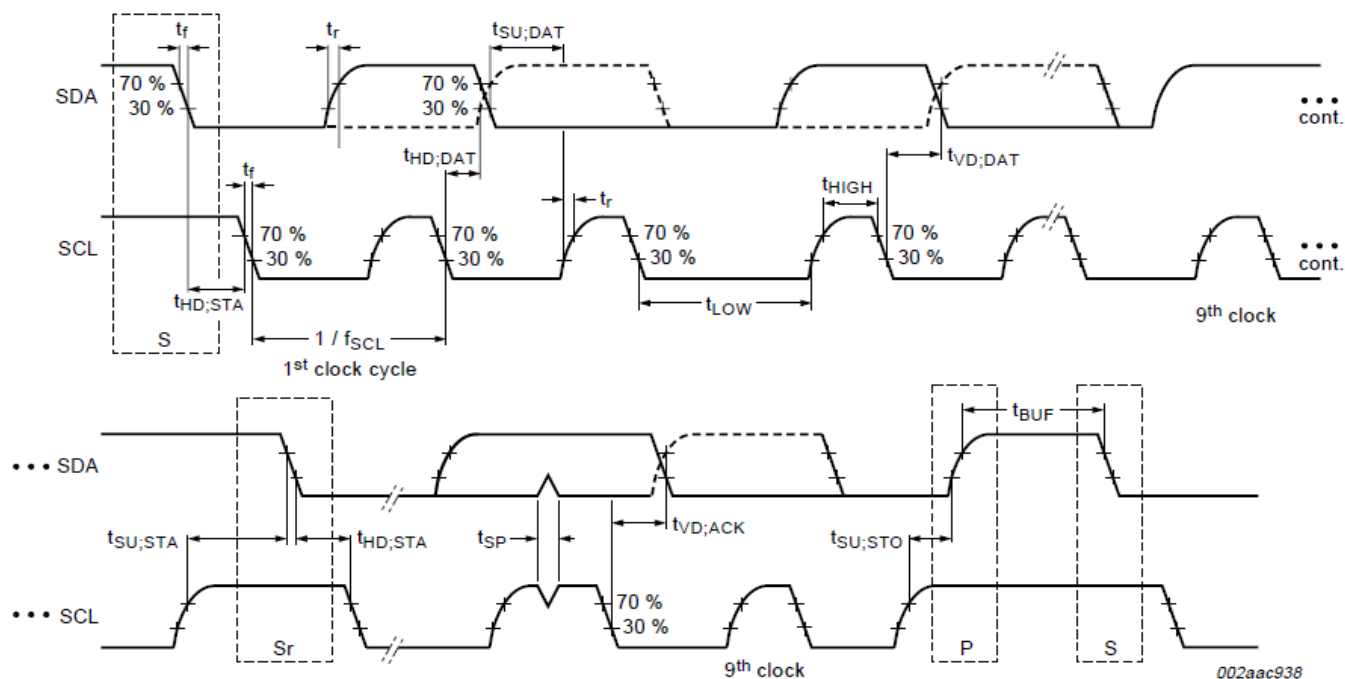 tf tr tSU;DAT
70 % 70 %
SDA
30 % 30 %
cont.
tHD;DAT tVD;DAT
tf tr tHIGH
70 % 70 % 70 % 70 %
SCL
30 % 30 % 30 % 30 %
cont.
tHD;STA tLOW
9th clock
S 1 / fSCL
1st clock cycle
tBUF
••• SDA
tSU;STA tHD;STA tSP tVD;ACK tSU;STO
70 %
••• SCL
30 %
Sr P S
9th clock
002aac938